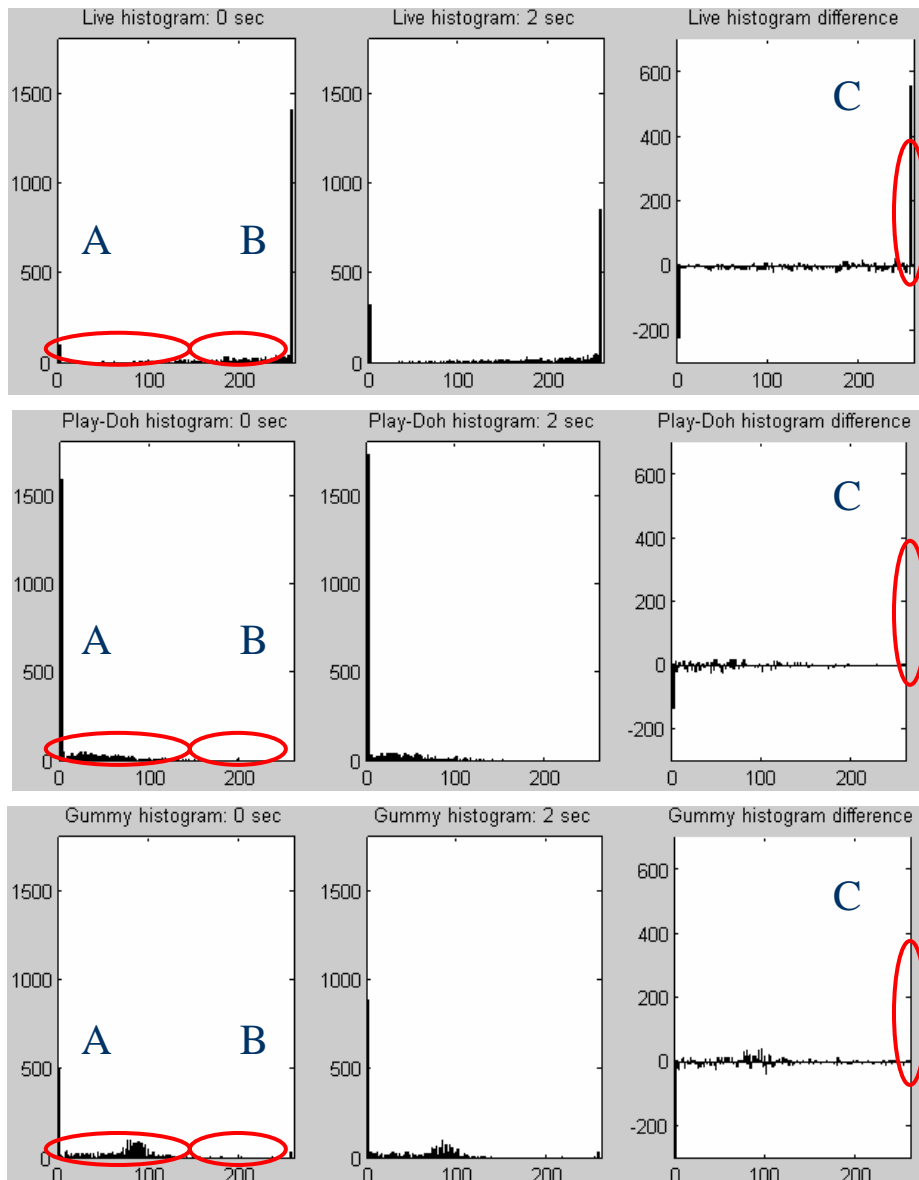 Live histogram: 0 sec Live histogram: 2 sec Live histogram difference
1500 1500 600
C
400
1000 1000
200
A B
500 500 0
-200
0 0
0 100 200 0 100 200 0 100 200
Play-Doh histogram: 0 sec Play-Doh histogram: 2 sec Play-Doh histogram difference
600
1500 1500 C
400
1000 1000
200
A B
500 500 0
-200
0 0
0 100 200 0 100 200 0 100 200
Gummy histogram: 0 sec Gummy histogram: 2 sec Gummy histogram difference
600
1500 1500 C
400
1000 1000
200
A B
500 500 0
-200
0 0
0 100 200 0 100 200 0 100 200